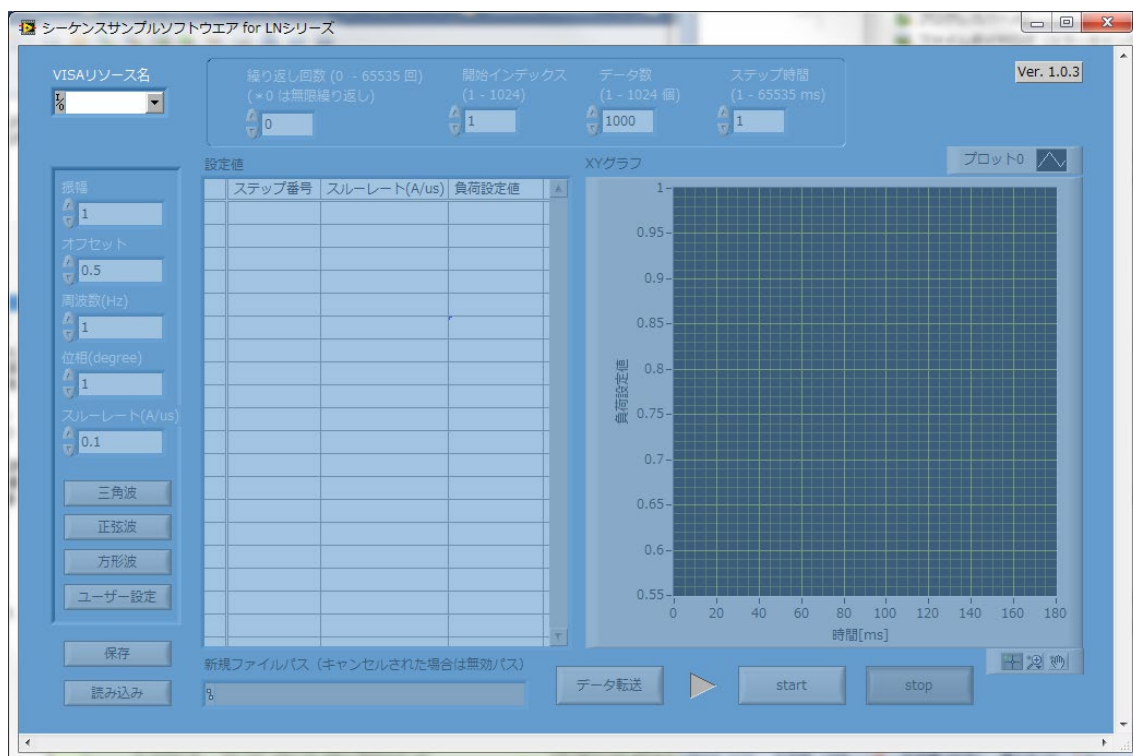 シーケンスサンプルソフトウエア for LNシリーズ
VISAリソース名
繰り返し回数 (0 - 65535 回)
(*0 は無限繰り返し)
0
開始インデックス
(1 - 1024)
1
データ数
(1 - 1024 個)
1000
ステップ時間
(1 - 65535 ms)
1
Ver. 1.0.3
振幅
1
オフセット
0.5
周波数(Hz)
1
位相(degree)
1
スルーレート(A/us)
0.1
三角波
正弦波
方形波
ユーザー設定
保存
読み込み
設定値
ステップ番号 スルーレート(A/us) 負荷設定値
新規ファイルパス（キャンセルされた場合は無効パス）
XYグラフ
プロット0
1
0.95
0.9
0.85
0.8
0.75
0.7
0.65
0.6
0.55
負荷設定値
0 20 40 60 80 100 120 140 160 180
時間[ms]
データ転送
start
stop